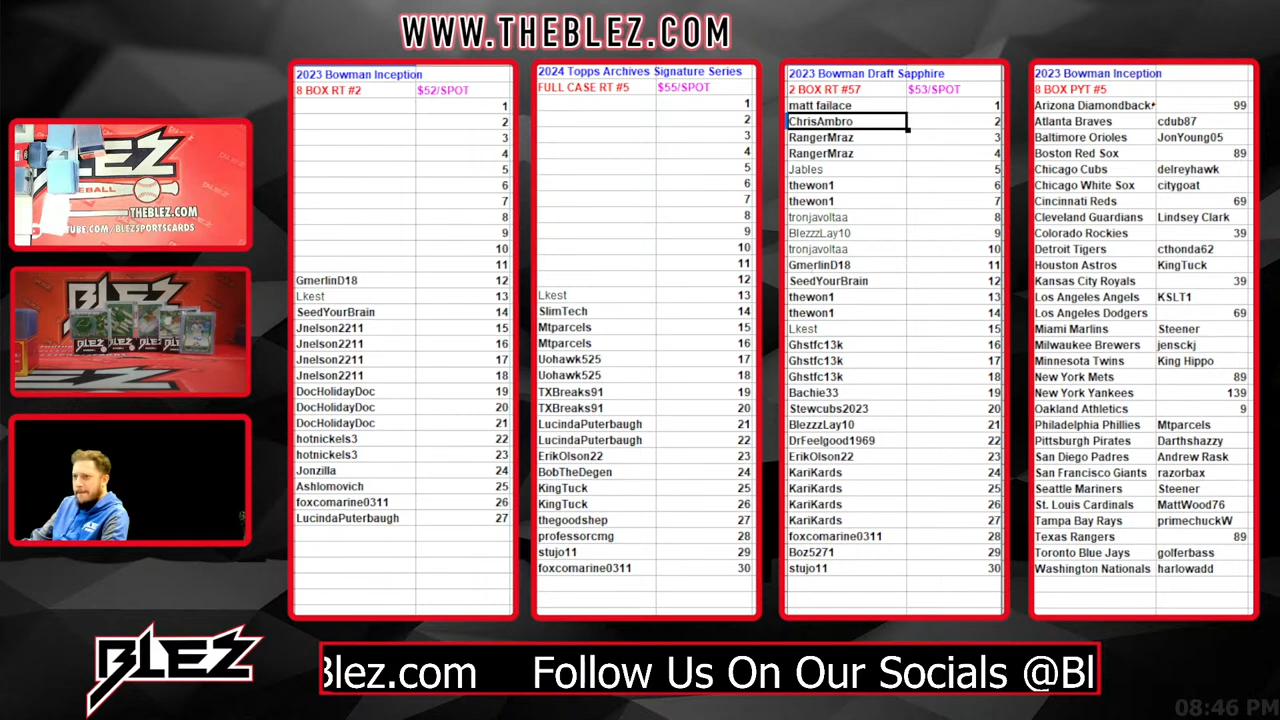 WWW.THEBLEZ.COM
2023 Bowman Inception
8 BOX RT #2 $52/SPOT
1
2
3
4
5
6
7
8
9
10
11
GmerlinD18 12
Lkest 13
SeedYourBrain 14
Jnelson2211 15
Jnelson2211 16
Jnelson2211 17
Jnelson2211 18
DocHolidayDoc 19
DocHolidayDoc 20
DocHolidayDoc 21
hotnickels3 22
hotnickels3 23
Jonzilla 24
Ashlomovich 25
foxcomarine0311 26
LucindaPuterbaugh 27
2024 Topps Archives Signature Series
FULL CASE RT #5 $55/SPOT
1
2
3
4
5
6
7
8
9
10
11
12
Lkest 13
SlimTech 14
Mtparcels 15
Mtparcels 16
Uohawk525 17
Uohawk525 18
TXBreaks91 19
TXBreaks91 20
LucindaPuterbaugh 21
LucindaPuterbaugh 22
ErikOlson22 23
BobTheDegen 24
KingTuck 25
KingTuck 26
thegoodshep 27
professorcmg 28
stujo11 29
foxcomarine0311 30
2023 Bowman Draft Sapphire
2 BOX RT #57 $53/SPOT
matt failace 1
ChrisAmbro 2
RangerMraz 3
RangerMraz 4
Jables 5
thewon1 6
thewon1 7
tronjavoltaa 8
BlezzzLay10 9
tronjavoltaa 10
GmerlinD18 11
SeedYourBrain 12
thewon1 13
thewon1 14
Lkest 15
Ghstfc13k 16
Ghstfc13k 17
Ghstfc13k 18
Bachie33 19
Stewcubs2023 20
BlezzzLay10 21
DrFeelgood1969 22
ErikOlson22 23
KariKards 24
KariKards 25
KariKards 26
KariKards 27
foxcomarine0311 28
Boz5271 29
stujo11 30
2023 Bowman Inception
8 BOX PYT #5
Arizona Diamondback 99
Atlanta Braves cdub87
Baltimore Orioles JonYoung05
Boston Red Sox 89
Chicago Cubs delreyhawk
Chicago White Sox citygoat
Cincinnati Reds 69
Cleveland Guardians Lindsey Clark
Colorado Rockies 39
Detroit Tigers cthonda62
Houston Astros KingTuck
Kansas City Royals 39
Los Angeles Angels KSLT1
Los Angeles Dodgers 69
Miami Marlins Steener
Milwaukee Brewers jensckj
Minnesota Twins King Hippo
New York Mets 89
New York Yankees 139
Oakland Athletics 9
Philadelphia Phillies Mtparcels
Pittsburgh Pirates Darthshazzy
San Diego Padres Andrew Rask
San Francisco Giants razorbax
Seattle Mariners Steener
St. Louis Cardinals MattWood76
Tampa Bay Rays primechuckW
Texas Rangers 89
Toronto Blue Jays golferbass
Washington Nationals harlowadd
BLEZ
THEBLEZ.COM
BLEZ
BLEZ
Blez.com Follow Us On Our Socials @Bl
08:46 PM